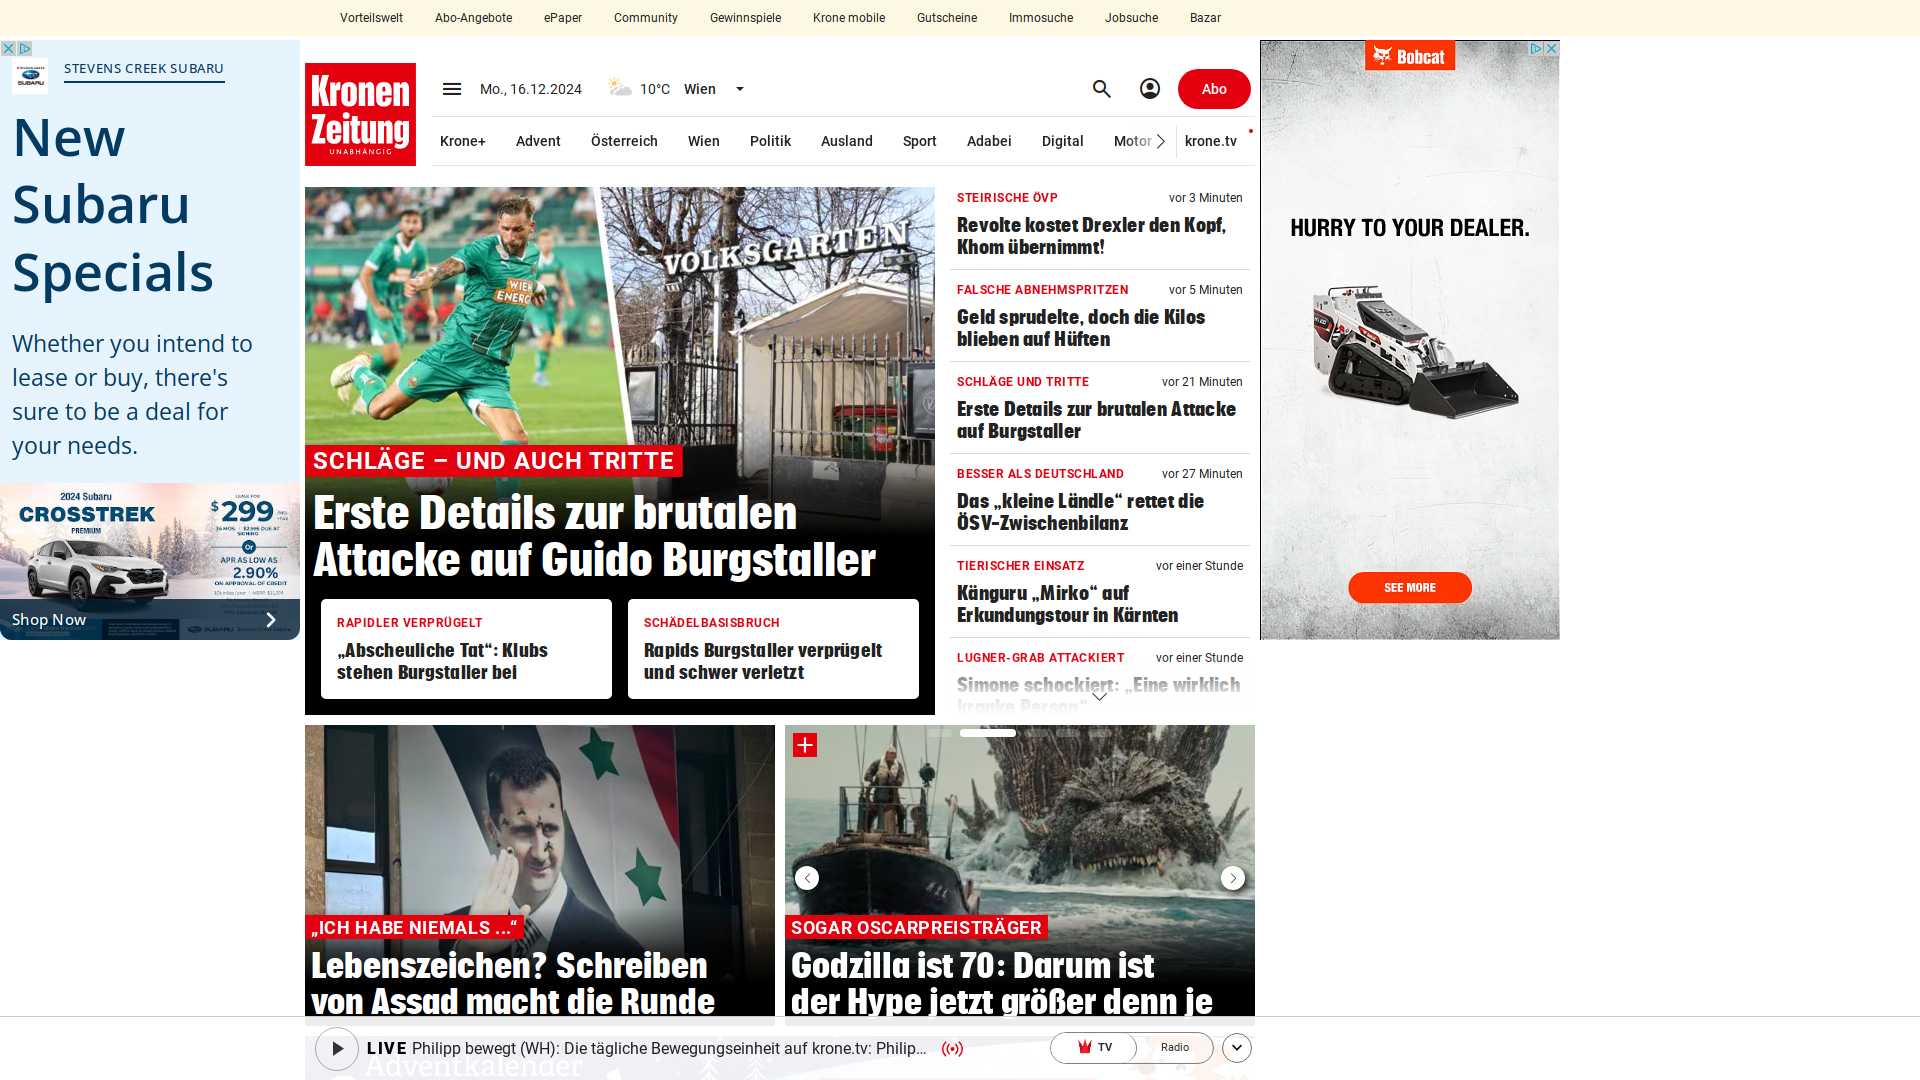 Vorteilswelt Abo-Angebote ePaper Community Gewinnspiele Krone mobile Gutscheine Immosuche Jobsuche Bazar
STEVENS CREEK SUBARU
New
Subaru
Specials
Whether you intend to
lease or buy, there's
sure to be a deal for
your needs.
2024 Subaru
CROSSTREK
PREMIUM
$299
Or
APR AS LOW AS
2.90%
ON APPROVAL OF CREDIT
Shop Now
Kronen
Zeitung
UNABHÄNGIG
Mo., 16.12.2024 10°C Wien
Abo
Krone+ Advent Österreich Wien Politik Ausland Sport Adabei Digital Motor krone.tv
WIEN
ENERGIE
VOLKSGARTEN
SCHLÄGE – UND AUCH TRITTE
Erste Details zur brutalen
Attacke auf Guido Burgstaller
RAPIDLER VERPRÜGELT
„Abscheuliche Tat“: Klubs
stehen Burgstaller bei
SCHÄDELBASISBRUCH
Rapids Burgstaller verprügelt
und schwer verletzt
STEIRISCHE ÖVP vor 3 Minuten
Revolte kostet Drexler den Kopf,
Khom übernimmt!
FALSCHE ABNEHMSPRITZEN vor 5 Minuten
Geld sprudelte, doch die Kilos
blieben auf Hüften
SCHLÄGE UND TRITTE vor 21 Minuten
Erste Details zur brutalen Attacke
auf Burgstaller
BESSER ALS DEUTSCHLAND vor 27 Minuten
Das „kleine Ländle“ rettet die
ÖSV-Zwischenbilanz
TIERISCHER EINSATZ vor einer Stunde
Känguru „Mirko“ auf
Erkundungstour in Kärnten
LUGNER-GRAB ATTACKIERT vor einer Stunde
Simone schockiert: „Eine wirklich
kranke Person“
Bobcat
HURRY TO YOUR DEALER.
SEE MORE
„ICH HABE NIEMALS ...“
Lebenszeichen? Schreiben
von Assad macht die Runde
SOGAR OSCARPREISTRÄGER
Godzilla ist 70: Darum ist
der Hype jetzt größer denn je
LIVE Philipp bewegt (WH): Die tägliche Bewegungseinheit auf krone.tv: Philip...
TV Radio
Adventkalender